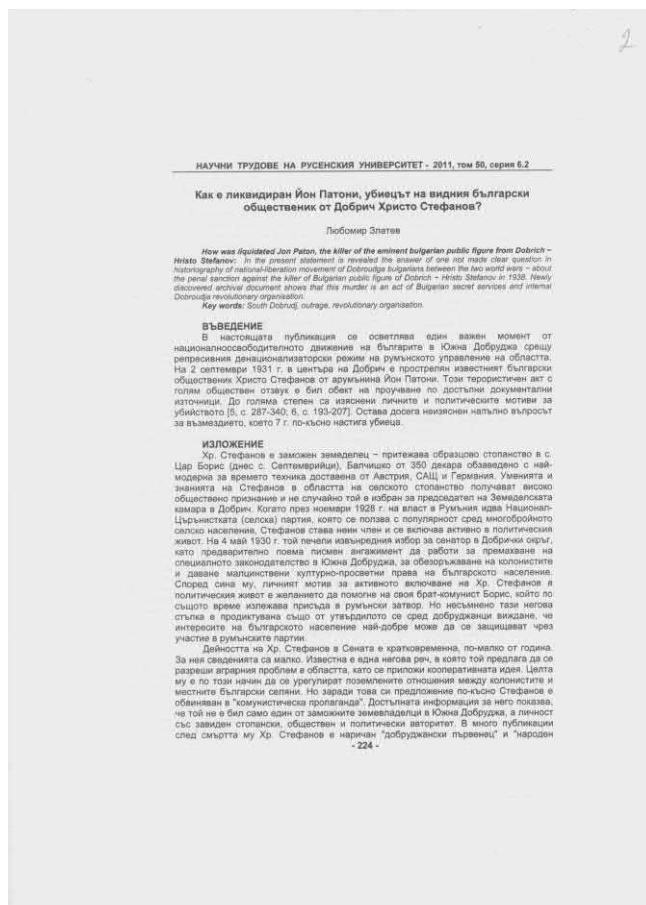 2
НАУЧНИ ТРУДОВЕ НА РУСЕНСКИЯ УНИВЕРСИТЕТ - 2011, том 50, серия 6.2
Как е ликвидиран Йон Патони, убиецът на видния български
общественик от Добрич Христо Стефанов?
Любомир Златев
How was liquidated Jon Paton, the killer of the eminent bulgarian public figure from Dobrich –
Hristo Stefanov: In the present statement is revealed the answer of one not made clear question in
historiography of national-liberation movement of Dobroudga bulgarians between the two world wars – about
the penal sanction against the killer of Bulgarian public figure of Dobrich – Hristo Stefanov in 1938. Newly
discovered archival document shows that this murder is an act of Bulgarian secret services and internal
Dobroudja revolutionary organisation.
Key words: South Dobrudj, outrage, revolutionary organisation.
ВЪВЕДЕНИЕ
В настоящата публикация се осветлява един важен момент от
националноосвободителното движение на българите в Южна Добруджа срещу
репресивния денационализаторски режим на румънското управление на областта.
На 2 септември 1931 г. в центъра на Добрич е прострелян известният български
общественик Христо Стефанов от арумънина Йон Патони. Този терористичен акт с
голям обществен отзвук е бил обект на проучване по достъпни документални
източници. До голяма степен са изяснени личните и политическите мотиви за
убийството [5, с. 287-340; 6, с. 193-207]. Остава досега неизяснен напълно въпросът
за възмездието, което 7 г. по-късно настига убиеца.
ИЗЛОЖЕНИЕ
Хр. Стефанов е заможен земеделец – притежава образцово стопанство в с.
Цар Борис (днес с. Септемврийци), Балчишко от 350 декара обзаведено с най-
модерна за времето техника доставена от Австрия, САЩ и Германия. Уменията и
знанията на Стефанов в областта на селското стопанство получават високо
обществено признание и не случайно той е избран за председател на Земеделската
камара в Добрич. Когато през ноември 1928 г. на власт в Румъния идва Национал-
Църънистката (селска) партия, която се ползва с популярност сред многобройното
селско население, Стефанов става неин член и се включва активно в политическия
живот. На 4 май 1930 г. той печели извънредния избор за сенатор в Добрички окръг,
като предварително поема писмен ангажимент да работи за премахване на
специалното законодателство в Южна Добруджа, за обезоръжаване на колонистите
и даване малцинствени културно-просветни права на българското население.
Според сина му, личният мотив за активното включване на Хр. Стефанов в
политическия живот е желанието да помогне на своя брат-комунист Борис, който по
същото време излежава присъда в румънски затвор. Но несъмнено тази негова
стъпка е продиктувана също от утвърдилото се сред добруджанци виждане, че
интересите на българското население най-добре може да се защищават чрез
участие в румънските партии.
Дейността на Хр. Стефанов в Сената е кратковременна, по-малко от година.
За нея сведенията са малко. Известна е една негова реч, в която той предлага да се
разреши аграрния проблем в областта, като се приложи кооперативната идея. Целта
му е по този начин да се урегулират поземлените отношения между колонистите и
местните български селяни. Но заради това си предложение по-късно Стефанов е
обвиняван в "комунистическа пропаганда". Достъпната информация за него показва,
че той не е бил само един от заможните земевладелци в Южна Добруджа, а личност
със завиден стопански, обществен и политически авторитет. В много публикации
след смъртта му Хр. Стефанов е наричан "добруджански първенец" и "народен
- 224 -